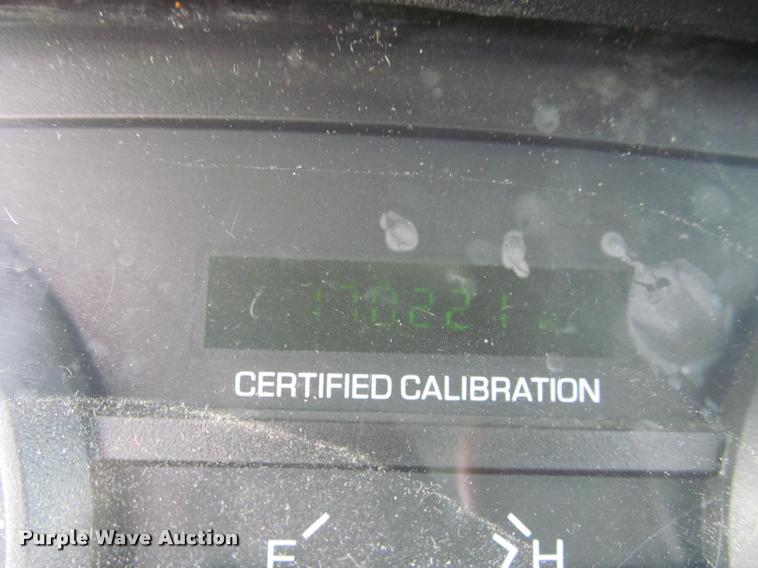 170221
CERTIFIED CALIBRATION
F H
Purple Wave Auction